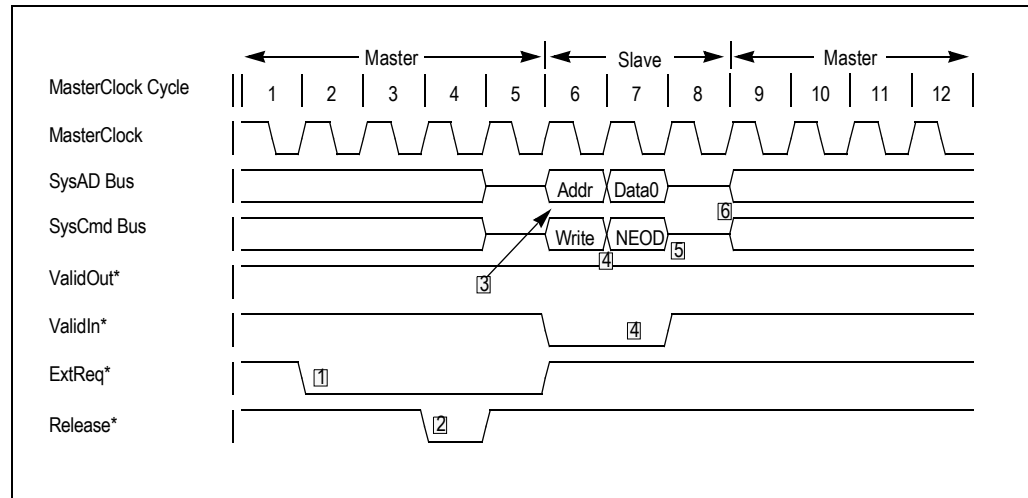 Master Slave Master
MasterClock Cycle 1 2 3 4 5 6 7 8 9 10 11 12
MasterClock
SysAD Bus Addr Data0
6
SysCmd Bus Write NEOD 5
4
ValidOut* 3
ValidIn* 4
ExtReq* 1
Release* 2